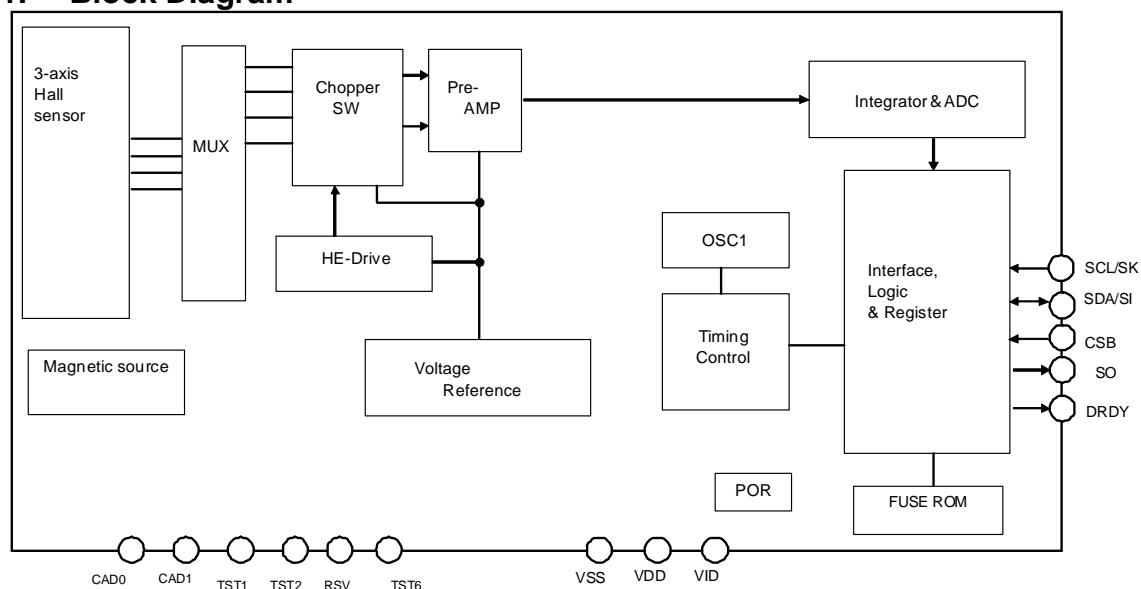 Block Diagram
3-axis
Hall
sensor
MUX
Chopper
SW
Pre-
AMP
Integrator & ADC
HE-Drive
OSC1
Interface,
Logic
& Register
Timing
Control
Magnetic source
Voltage
Reference
POR
FUSE ROM
SCL/SK
SDA/SI
CSB
SO
DRDY
CAD0
CAD1
TST1
TST2
RSV
TST6
VSS
VDD
VID